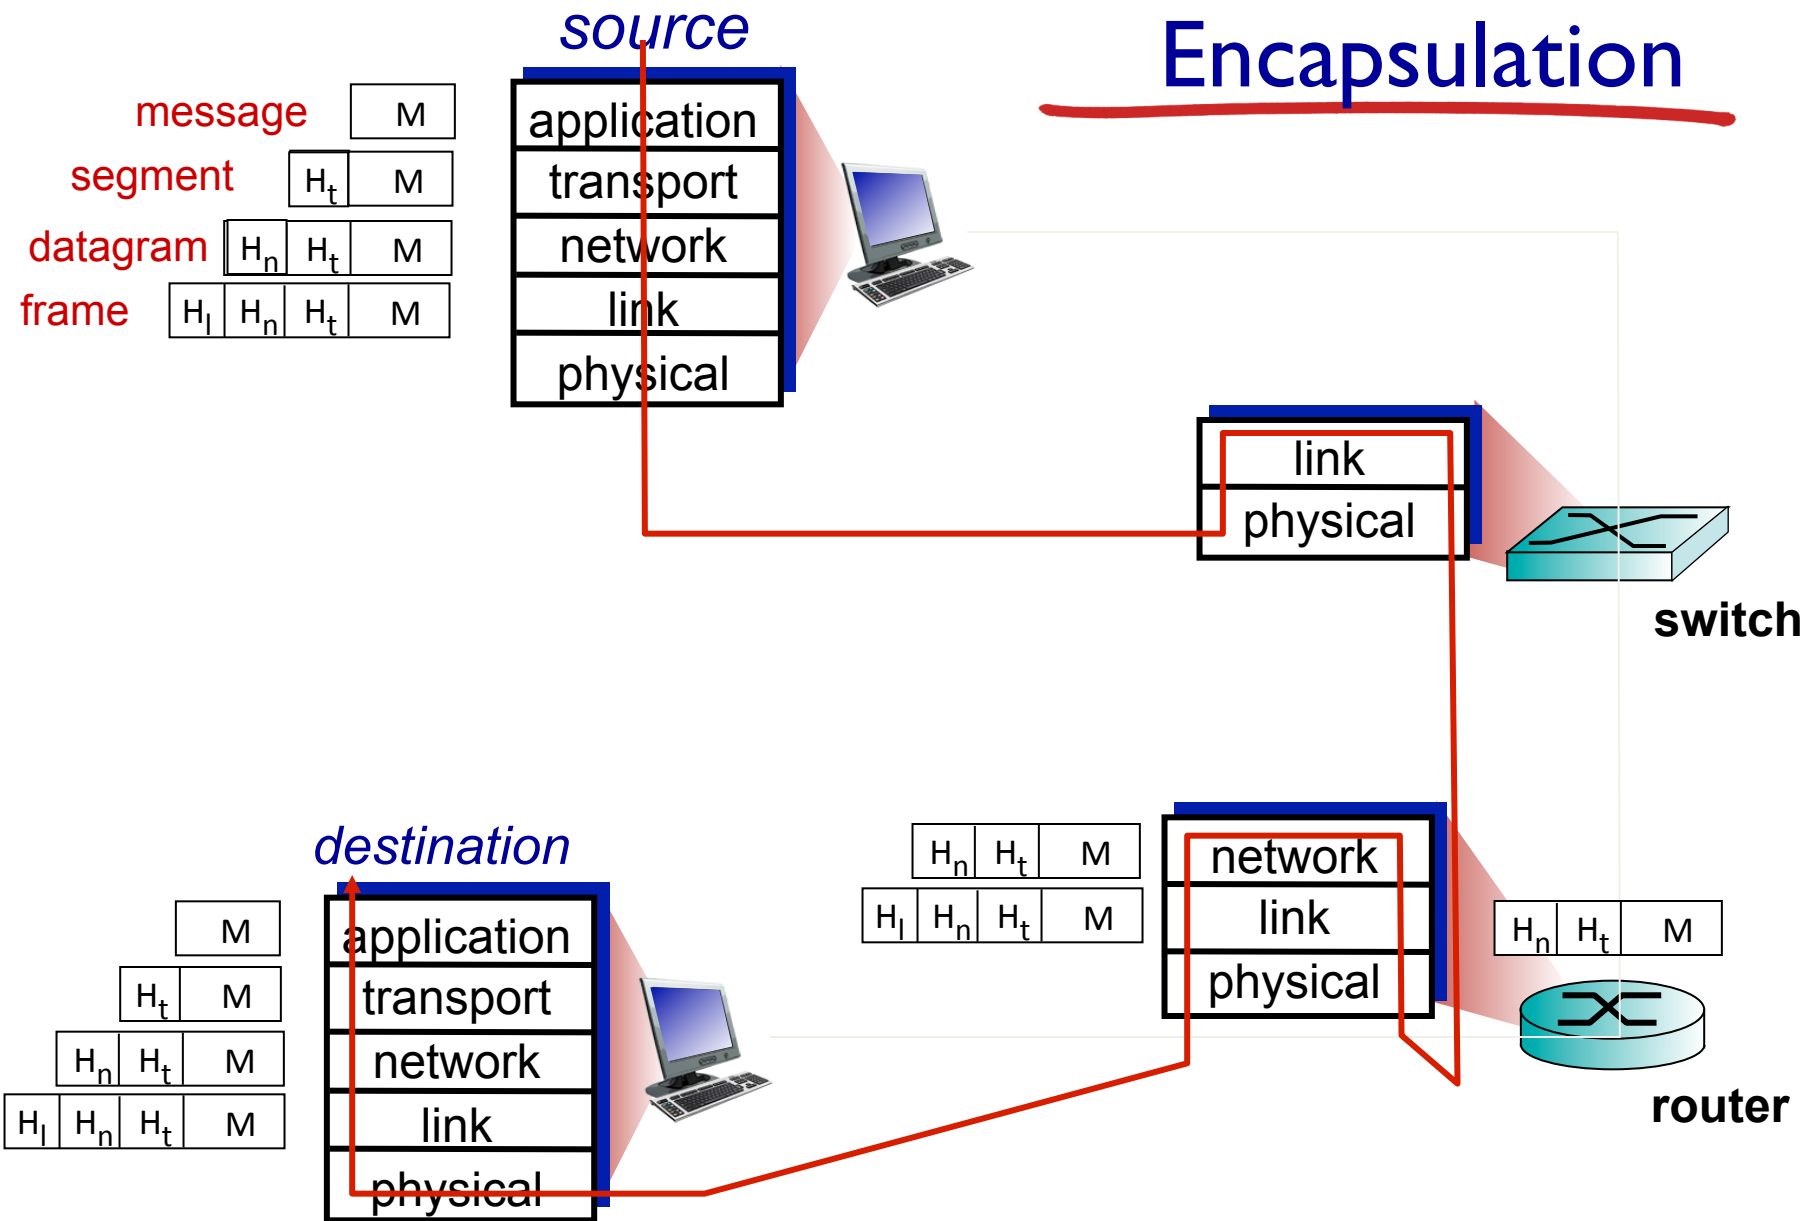 source
Encapsulation
message M application
segment Ht M transport
datagram Hn Ht M network
frame Hl Hn Ht M link
physical
link
physical
switch
destination
Hn Ht M network
Hl Hn Ht M link
Hn Ht M
physical
router
M application
Ht M transport
Hn Ht M network
Hl Hn Ht M link
physical